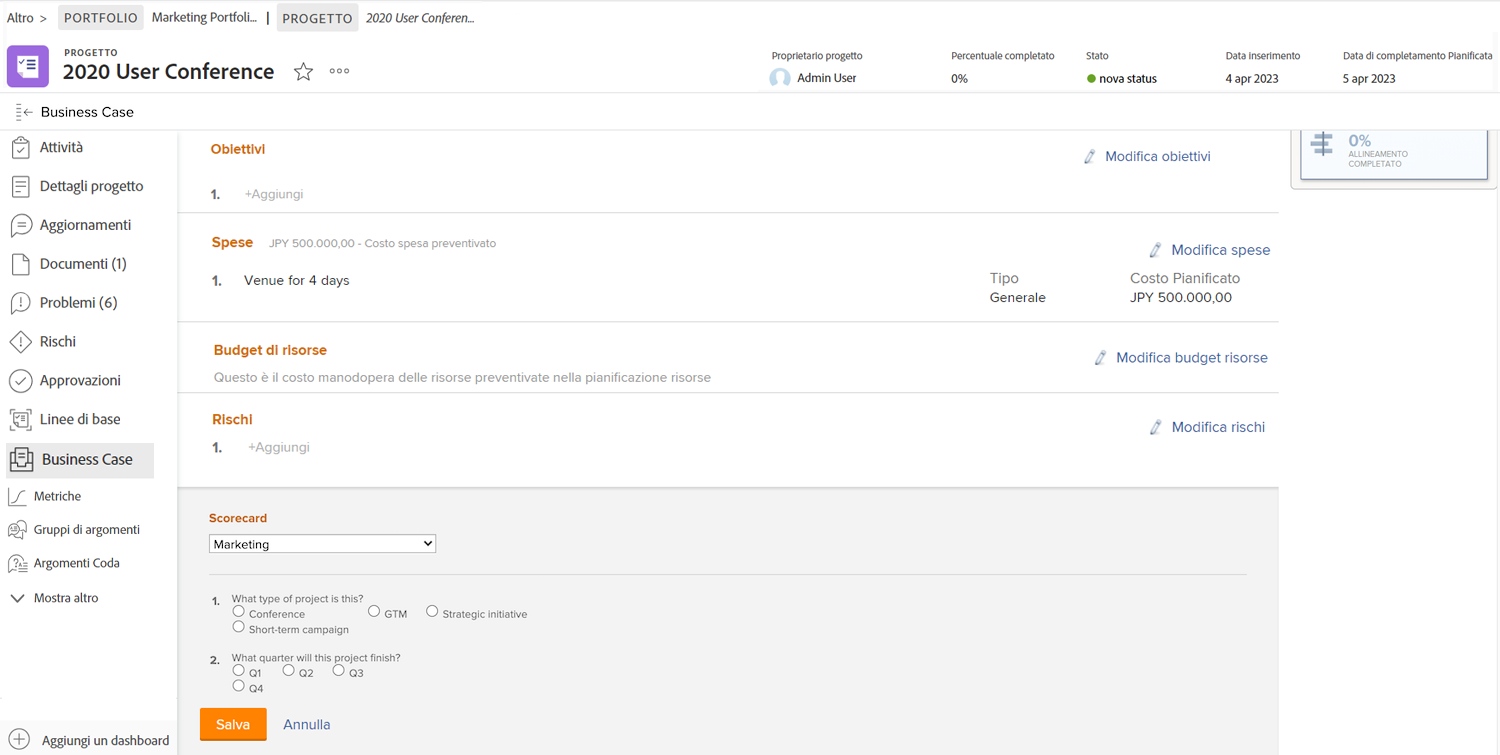 Altro > PORTFOLIO Marketing Portfoli... | PROGETTO 2020 User Conferen...
PROGETTO
2020 User Conference
Proprietario progetto
Admin User
Percentuale completato
0%
Stato
nova status
Data inserimento
4 apr 2023
Data di completamento Pianificata
5 apr 2023
Business Case
Attività
Dettagli progetto
Aggiornamenti
Documenti (1)
Problemi (6)
Rischi
Approvazioni
Linee di base
Business Case
Metriche
Gruppi di argomenti
Argomenti Coda
Mostra altro
Aggiungi un dashboard
Obiettivi
Modifica obiettivi
1. +Aggiungi
Spese JPY 500.000,00 - Costo spesa preventivato
Modifica spese
1. Venue for 4 days
Tipo
Generale
Costo Pianificato
JPY 500.000,00
Budget di risorse
Modifica budget risorse
Questo è il costo manodopera delle risorse preventivate nella pianificazione risorse
Rischi
Modifica rischi
1. +Aggiungi
Scorecard
Marketing
1. What type of project is this?
Conference GTM Strategic initiative
Short-term campaign
2. What quarter will this project finish?
Q1 Q2 Q3
Q4
Salva Annulla
0%
ALLINEAMENTO
COMPLETATO